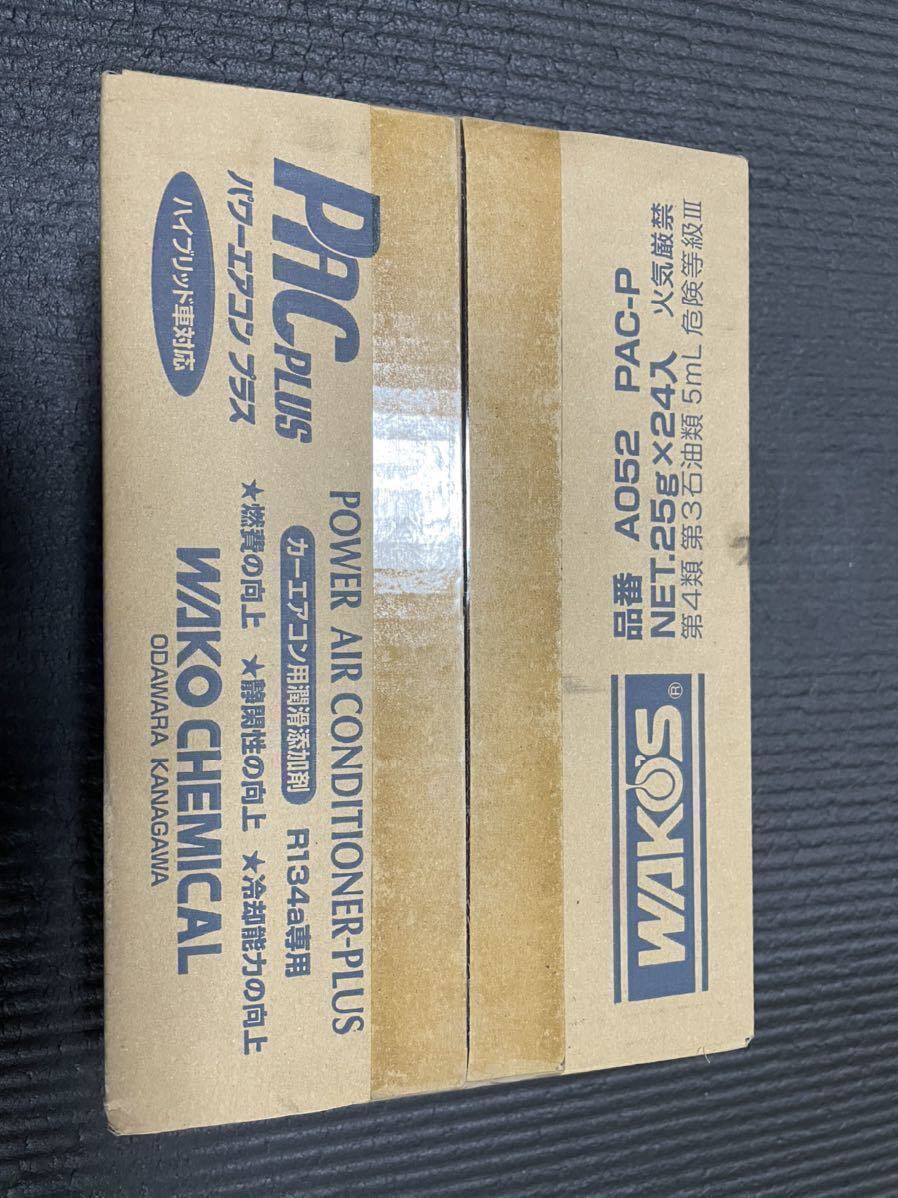 PAC PLUS
パワーエアコン プラス
ハイブリッド車対応
POWER AIR CONDITIONER-PLUS
カーエアコン用潤滑添加剤 R134a専用
★燃費の向上 ★静閑性の向上 ★冷却能力の向上
WAKO CHEMICAL
ODAWARA KANAGAWA
品番 A052 PAC-P
NET.25g×24入 火気厳禁
第4類 第3石油類 5mL 危険等級III
WAKO'S®